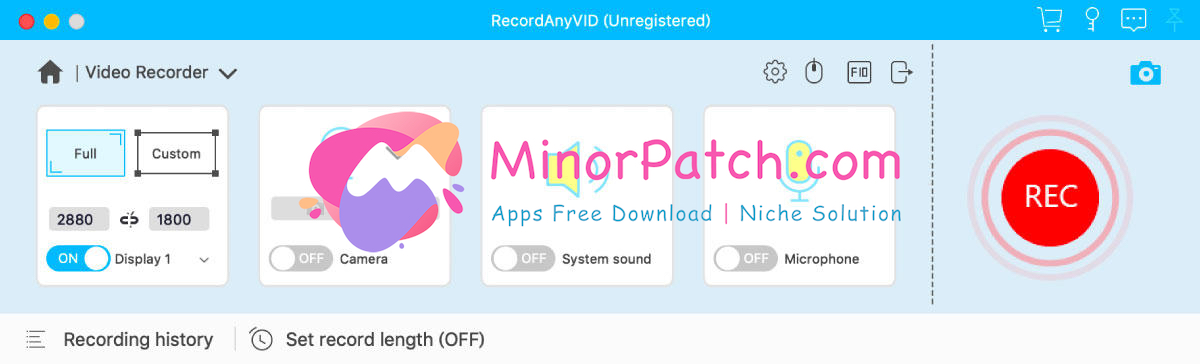 RecordAnyVID (Unregistered)
| Video Recorder
F10
Full
Custom
2880
1800
ON
Display 1
OFF
Camera
OFF
System sound
OFF
Microphone
MinorPatch.com
Apps Free Download | Niche Solution
REC
Recording history
Set record length (OFF)